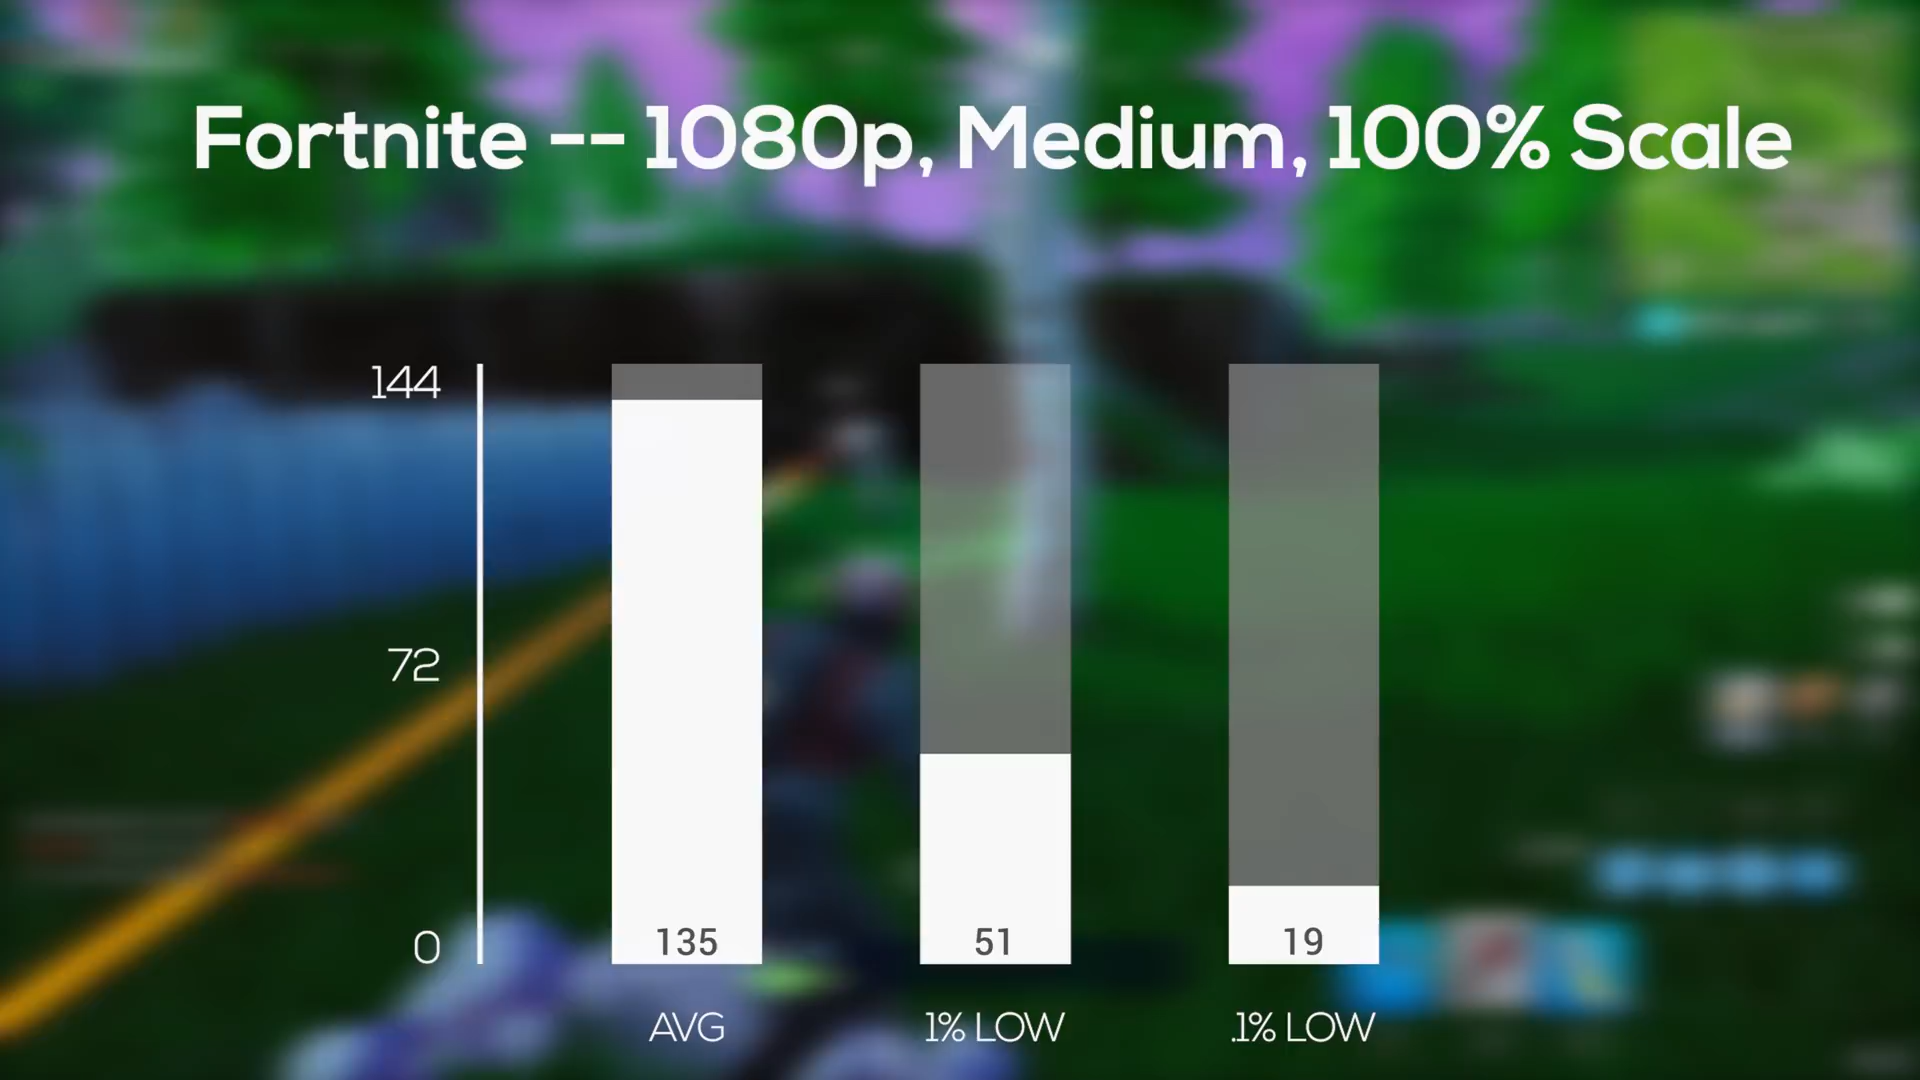 Fortnite -- 1080p, Medium, 100% Scale
144
72
0
135
51
19
AVG
1% LOW
.1% LOW